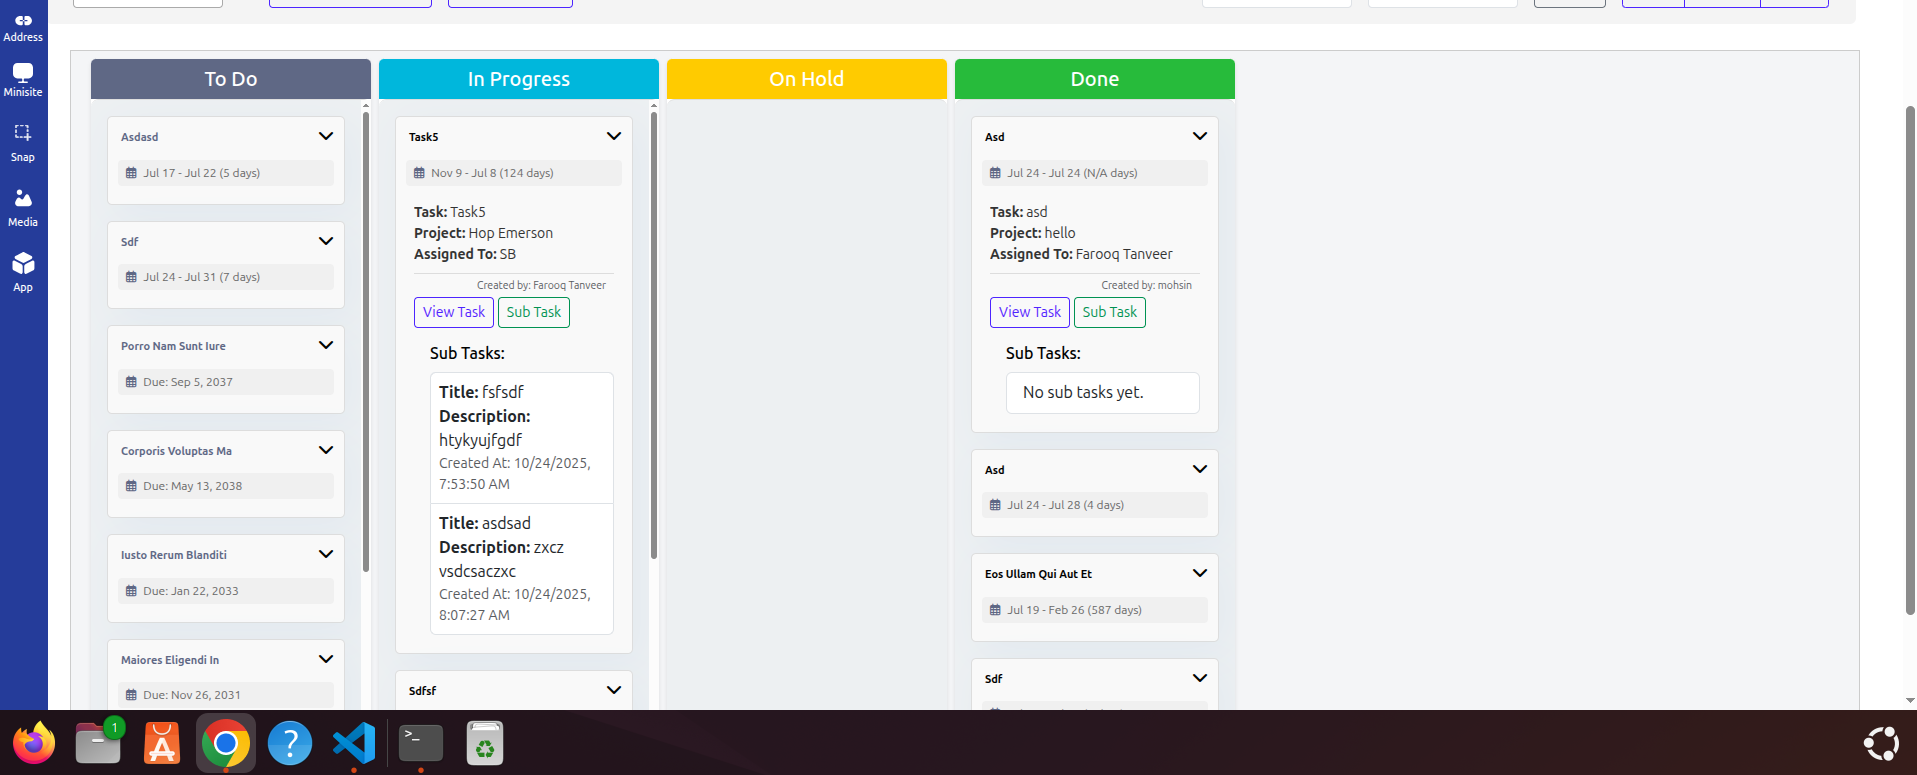 Address
Minisite
Snap
Media
App
To Do
Asdasd
Jul 17 - Jul 22 (5 days)
Sdf
Jul 24 - Jul 31 (7 days)
Porro Nam Sunt Iure
Due: Sep 5, 2037
Corporis Voluptas Ma
Due: May 13, 2038
Iusto Rerum Blanditi
Due: Jan 22, 2033
Maiores Eligendi In
Due: Nov 26, 2031
In Progress
Task5
Nov 9 - Jul 8 (124 days)
Task: Task5
Project: Hop Emerson
Assigned To: SB
Created by: Farooq Tanveer
View Task
Sub Task
Sub Tasks:
Title: fsfsdf
Description:
htykyujfgdf
Created At: 10/24/2025,
7:53:50 AM
Title: asdsad
Description: zxcz
vsdcsaczxc
Created At: 10/24/2025,
8:07:27 AM
Sdfsf
On Hold
Done
Asd
Jul 24 - Jul 24 (N/A days)
Task: asd
Project: hello
Assigned To: Farooq Tanveer
Created by: mohsin
View Task
Sub Task
Sub Tasks:
No sub tasks yet.
Asd
Jul 24 - Jul 28 (4 days)
Eos Ullam Qui Aut Et
Jul 19 - Feb 26 (587 days)
Sdf
1